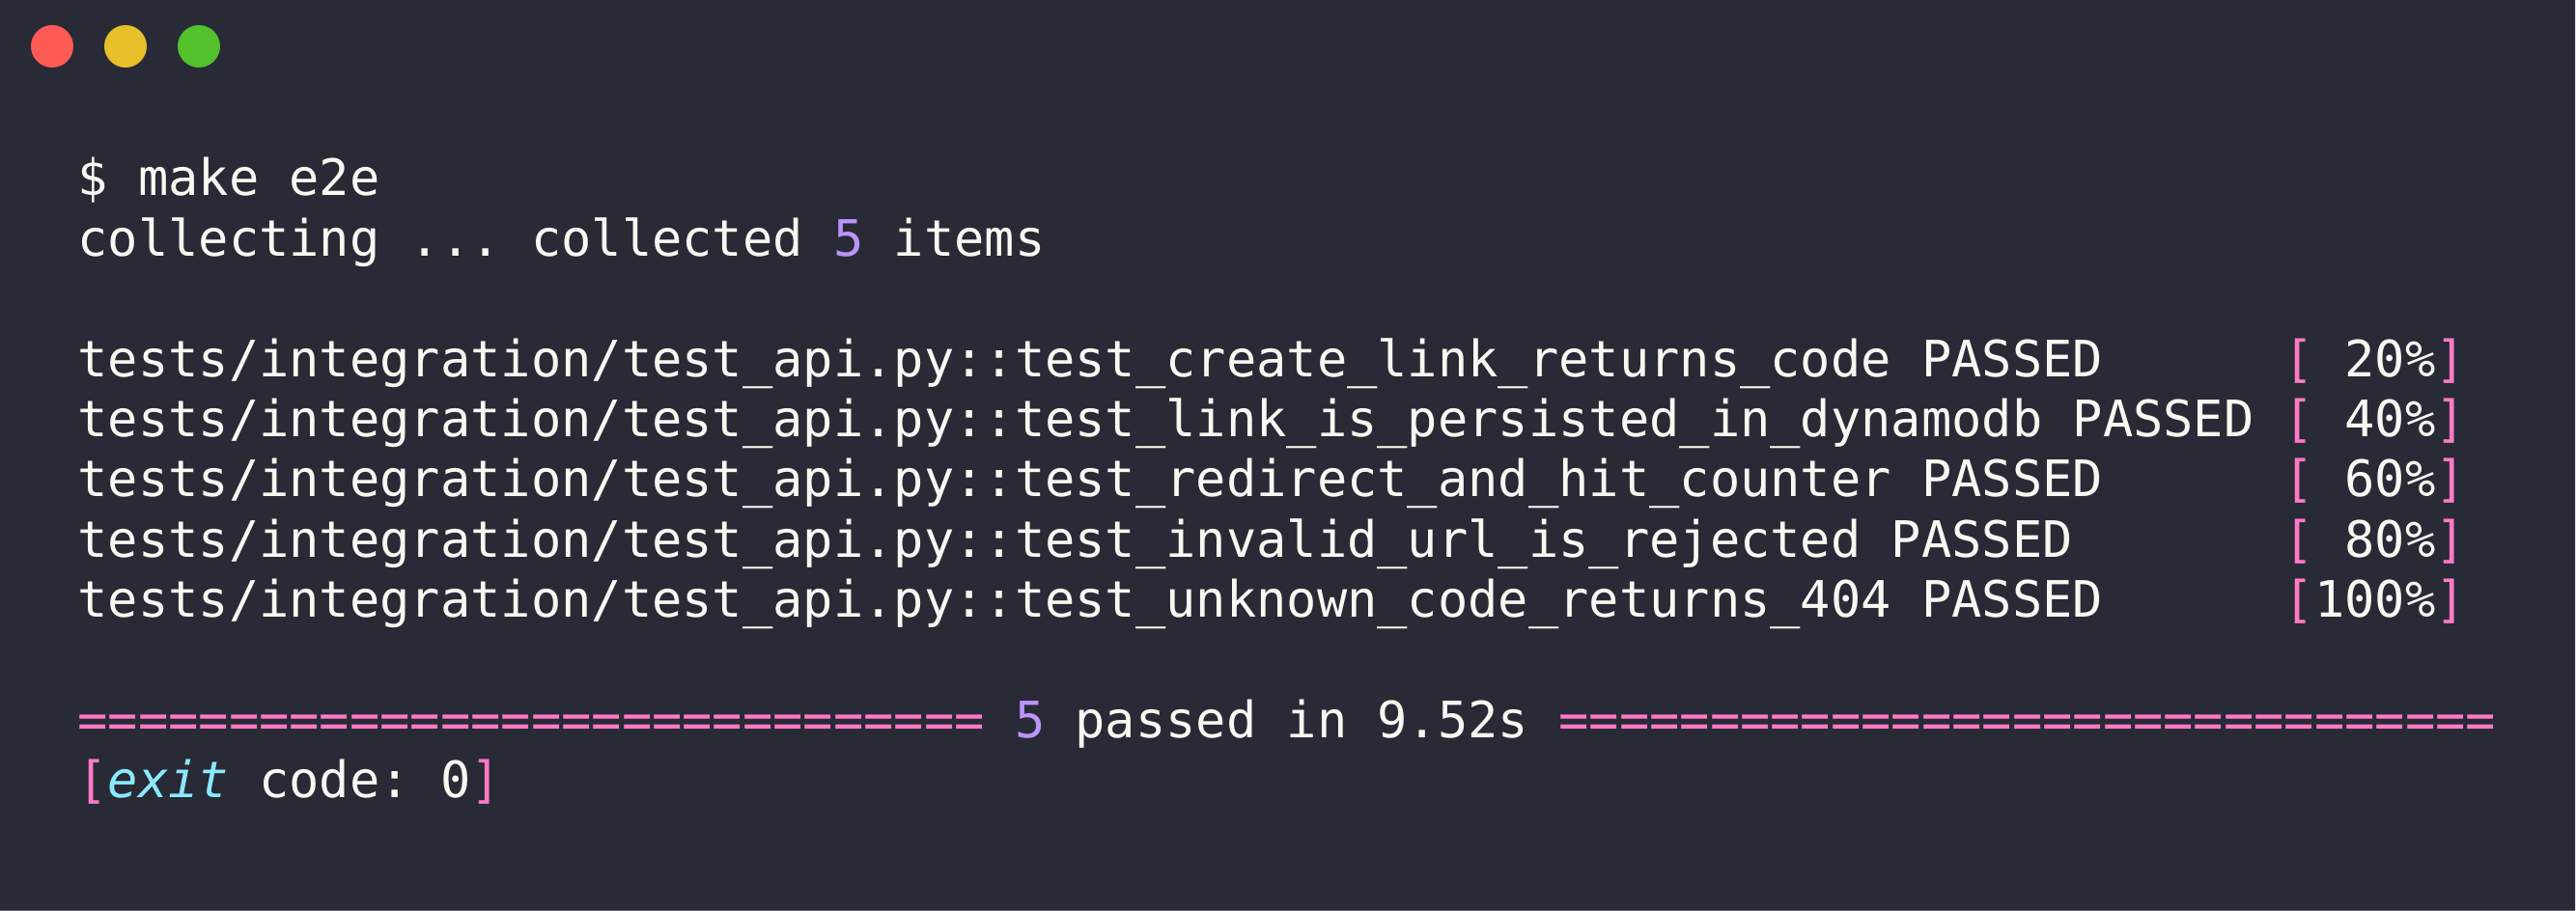 $ make e2e
collecting ... collected 5 items

tests/integration/test_api.py::test_create_link_returns_code PASSED      [ 20%]
tests/integration/test_api.py::test_link_is_persisted_in_dynamodb PASSED [ 40%]
tests/integration/test_api.py::test_redirect_and_hit_counter PASSED      [ 60%]
tests/integration/test_api.py::test_invalid_url_is_rejected PASSED       [ 80%]
tests/integration/test_api.py::test_unknown_code_returns_404 PASSED      [100%]

============================== 5 passed in 9.52s ===============================
[exit code: 0]